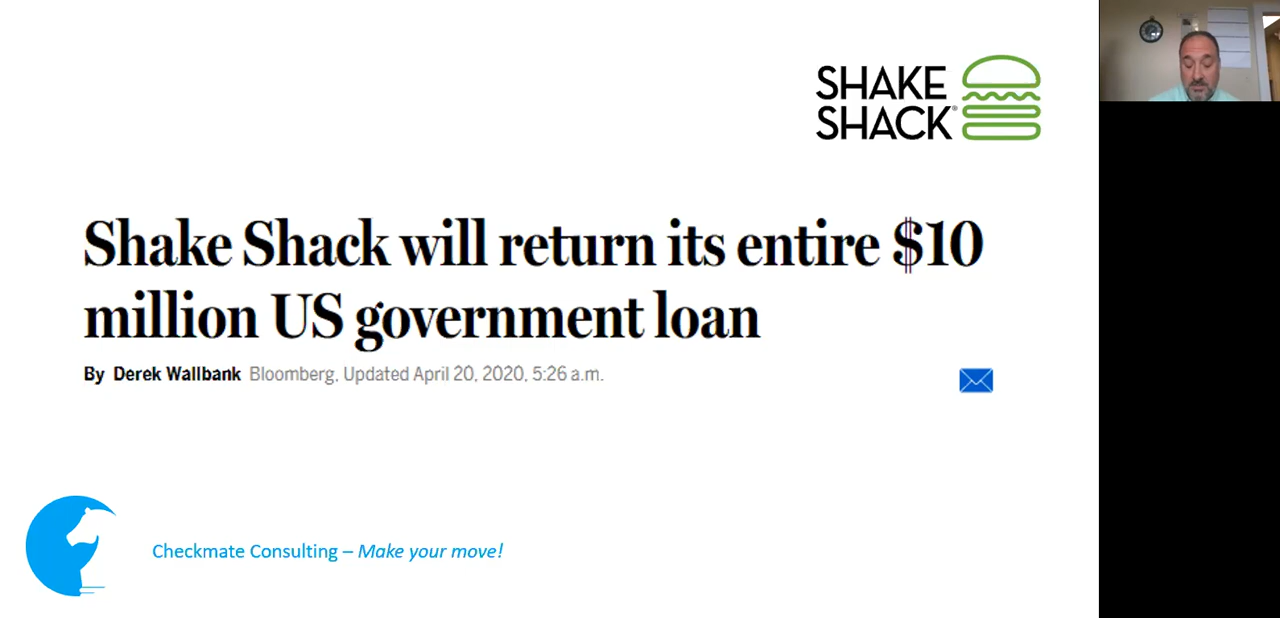 SHAKE
SHACK®
Shake Shack will return its entire $10
million US government loan
By Derek Wallbank Bloomberg, Updated April 20, 2020, 5:26 a.m.
Checkmate Consulting – Make your move!